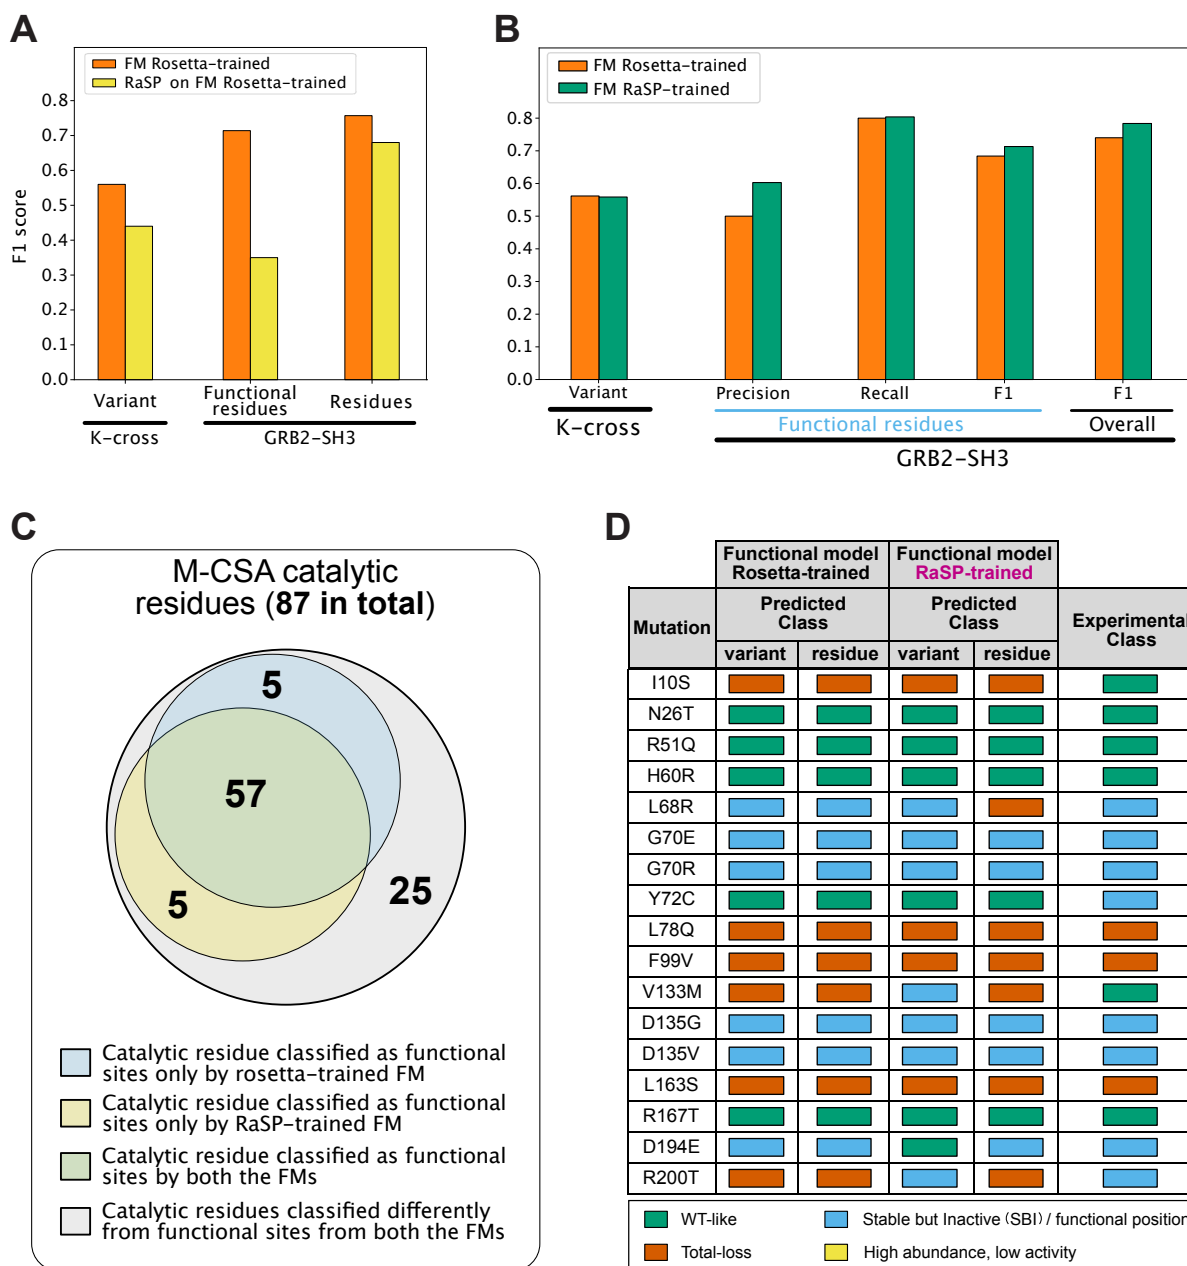 A
FM Rosetta-trained
RaSP on FM Rosetta-trained
F1 score
0.8
0.7
0.6
0.5
0.4
0.3
0.2
0.1
0.0
Variant
Functional
residues
Residues
K-cross
GRB2-SH3
B
FM Rosetta-trained
FM RaSP-trained
0.8
0.7
0.6
0.5
0.4
0.3
0.2
0.1
0.0
Variant
Precision
Recall
F1
F1
K-cross
Functional residues
Overall
GRB2-SH3
C
M-CSA catalytic
residues (87 in total)
5
57
5
25
Catalytic residue classified as functional
sites only by rosetta-trained FM
Catalytic residue classified as functional
sites only by RaSP-trained FM
Catalytic residue classified as functional
sites by both the FMs
Catalytic residues classified differently
from functional sites from both the FMs
D
Functional model
Rosetta-trained
Functional model
RaSP-trained
Mutation
Predicted
Class
Predicted
Class
Experimental
Class
variant
residue
variant
residue
I10S
N26T
R51Q
H60R
L68R
G70E
G70R
Y72C
L78Q
F99V
V133M
D135G
D135V
L163S
R167T
D194E
R200T
WT-like
Stable but Inactive (SBI) / functional position
Total-loss
High abundance, low activity